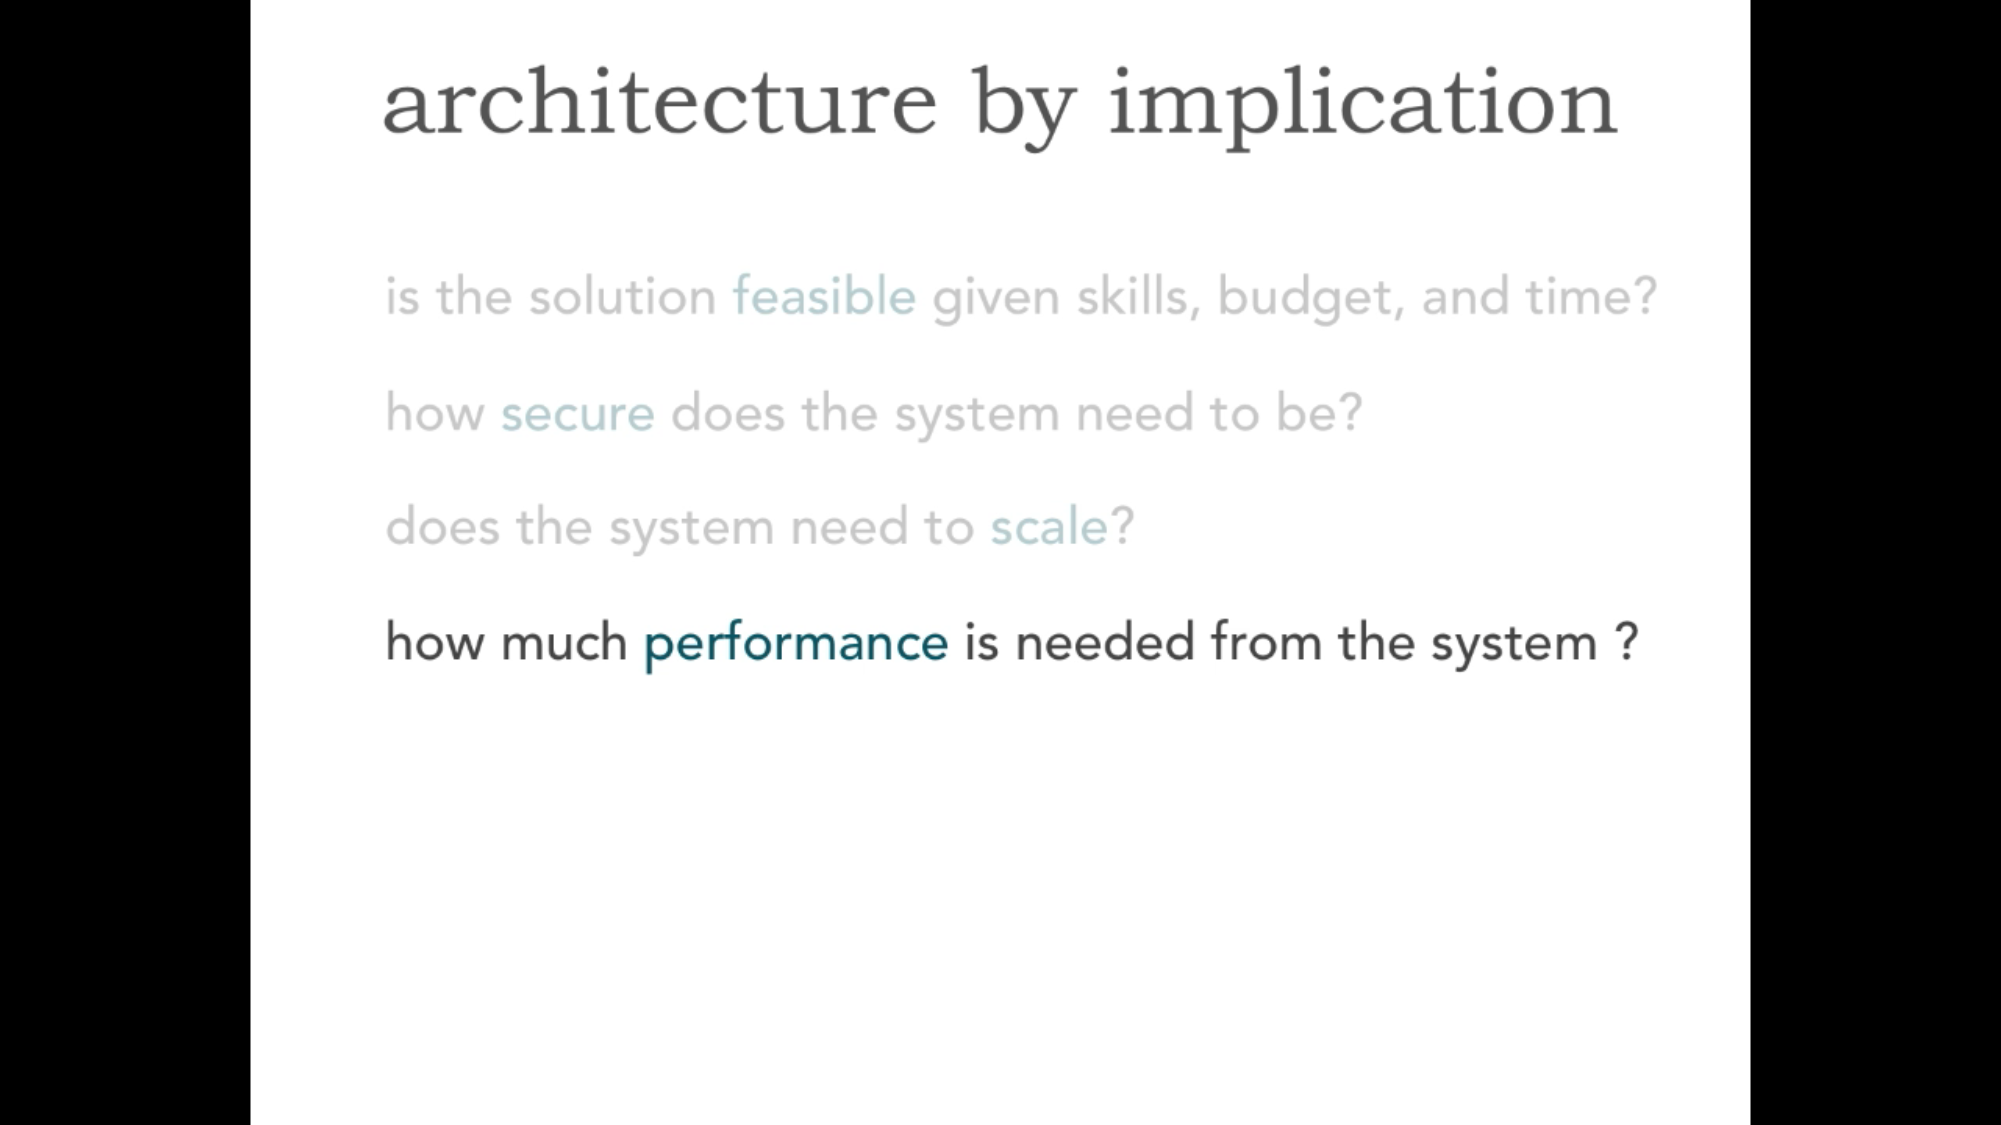 architecture by implication
is the solution feasible given skills, budget, and time?
how secure does the system need to be?
does the system need to scale?
how much performance is needed from the system ?